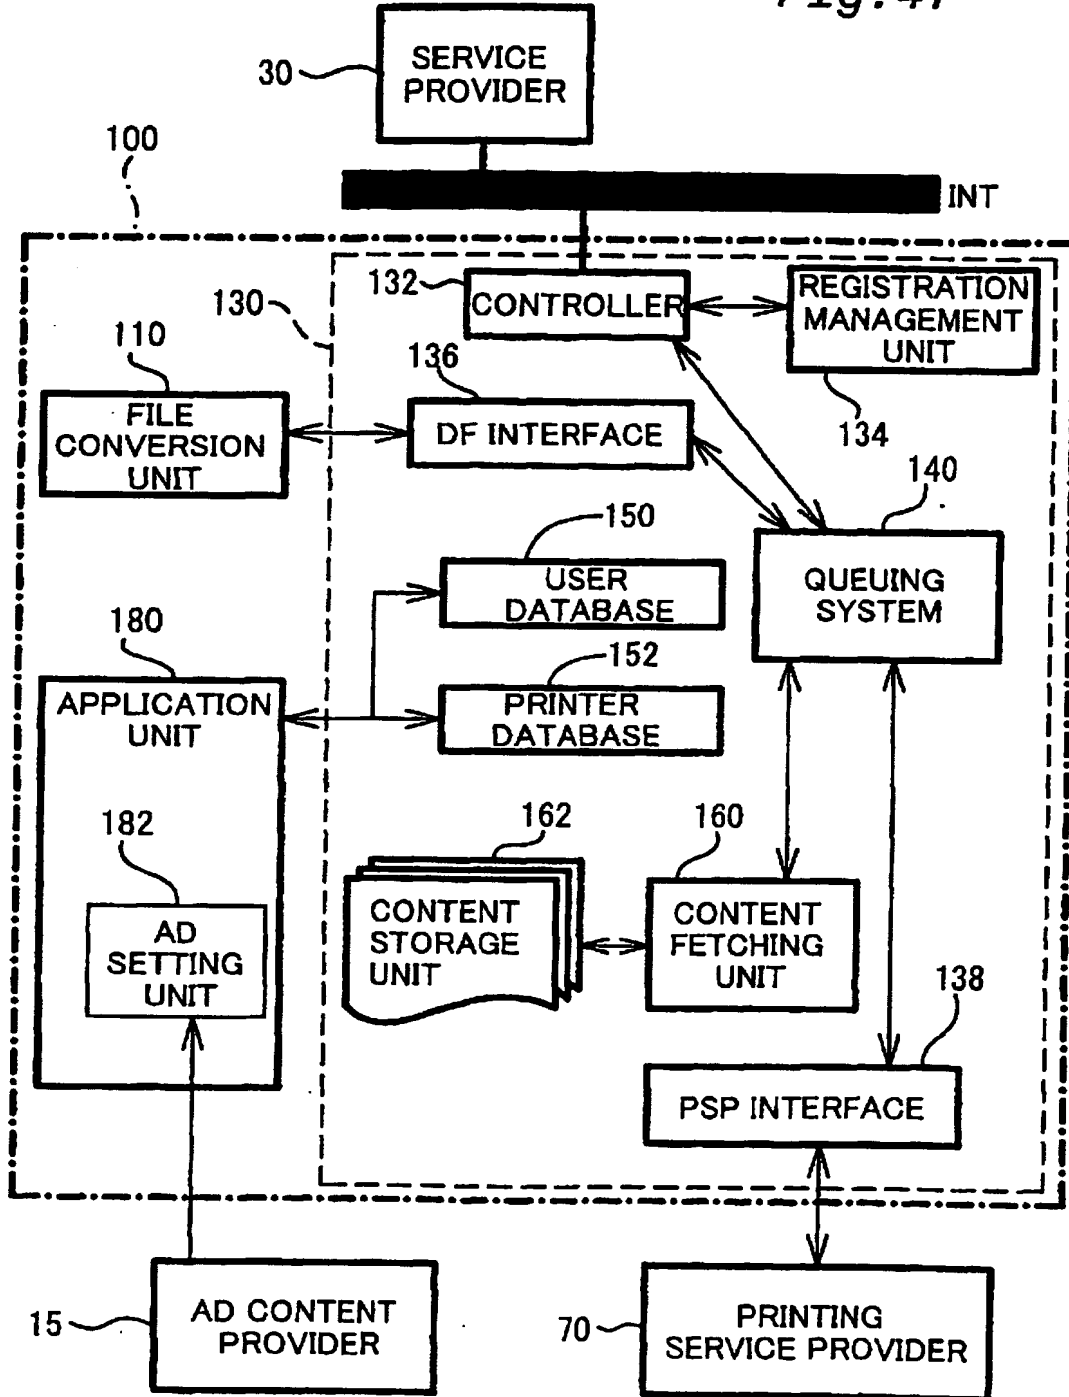 SERVICE
PROVIDER
30
100
INT
132
CONTROLLER
REGISTRATION
MANAGEMENT
UNIT
130
110
136
134
FILE
CONVERSION
UNIT
DF INTERFACE
140
150
USER
DATABASE
QUEUING
SYSTEM
180
152
APPLICATION
UNIT
PRINTER
DATABASE
182
162
160
AD
SETTING
UNIT
CONTENT
STORAGE
UNIT
CONTENT
FETCHING
UNIT
138
PSP INTERFACE
15
AD CONTENT
PROVIDER
70
PRINTING
SERVICE PROVIDER